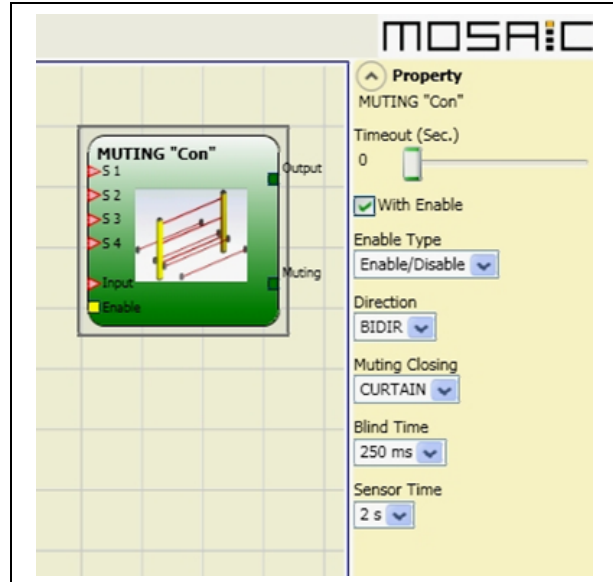 MOSAIC
MUTING "Con"
S 1
S 2
S 3
S 4
Input
Enable
Output
Muting
Property
MUTING "Con"
Timeout (Sec.)
0
With Enable
Enable Type
Enable/Disable
Direction
BIDIR
Muting Closing
CURTAIN
Blind Time
250 ms
Sensor Time
2 s